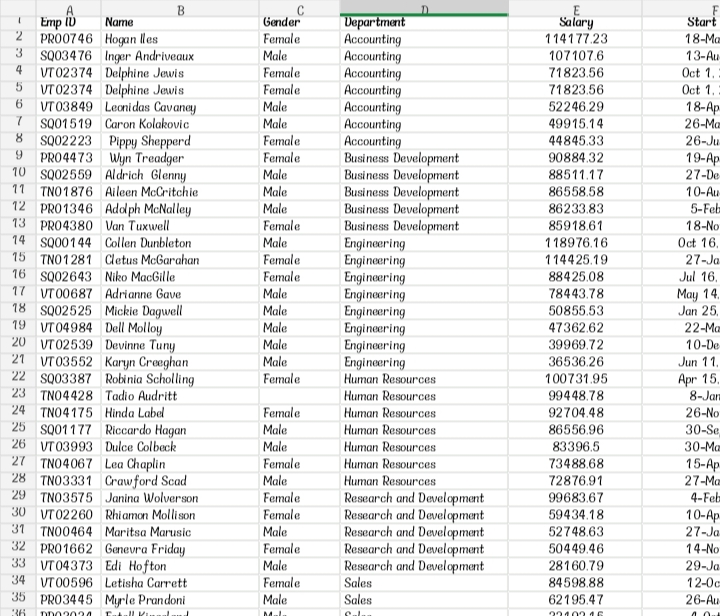 A B C D E F
1 Emp ID Name Gender Department Salary Start
2 PR00746 Hogan Iles Female Accounting 114177.23 18-Ma
3 SQ03476 Inger Andriveaux Male Accounting 107107.6 13-Au
4 VT02374 Delphine Jewis Female Accounting 71823.56 Oct 1,
5 VT02374 Delphine Jewis Female Accounting 71823.56 Oct 1,
6 VT03849 Leonidas Cavaney Male Accounting 52246.29 18-Ap
7 SQ01519 Caron Kolakovic Male Accounting 49915.14 26-Ma
8 SQ02223 Pippy Shepperd Female Accounting 44845.33 26-Ju
9 PR04473 Wyn Treadger Female Business Development 90884.32 19-Ap
10 SQ02559 Aldrich Glenny Male Business Development 88511.17 27-De
11 TN01876 Aileen McCritchie Male Business Development 86558.58 10-Au
12 PR01346 Adolph McNalley Male Business Development 86233.83 5-Feb
13 PR04380 Van Tuxwell Female Business Development 85918.61 18-No
14 SQ00144 Collen Dunbleton Male Engineering 118976.16 Oct 16,
15 TN01281 Cletus McGarahan Female Engineering 114425.19 27-Ja
16 SQ02643 Niko MacGille Female Engineering 88425.08 Jul 16,
17 VT00687 Adrianne Gave Male Engineering 78443.78 May 14,
18 SQ02525 Mickie Dagwell Male Engineering 50855.53 Jan 25,
19 VT04984 Dell Molloy Male Engineering 47362.62 22-Ma
20 VT02539 Devinne Tuny Male Engineering 39969.72 10-De
21 VT03552 Karyn Creeghan Male Engineering 36536.26 Jun 11,
22 SQ03387 Robinia Scholling Female Human Resources 100731.95 Apr 15,
23 TN04428 Tadio Audritt Human Resources 99448.78 8-Jan
24 TN04175 Hinda Label Female Human Resources 92704.48 26-No
25 SQ01177 Riccardo Hagan Male Human Resources 86556.96 30-Se
26 VT03993 Dulce Colbeck Male Human Resources 83396.5 30-Ma
27 TN04067 Lea Chaplin Female Human Resources 73488.68 15-Ap
28 TN03331 Crawford Scad Male Human Resources 72876.91 27-Ma
29 TN03575 Janina Wolverson Female Research and Development 99683.67 4-Feb
30 VT02260 Rhiamon Mollison Female Research and Development 59434.18 10-Ap
31 TN00464 Maritsa Marusic Male Research and Development 52748.63 27-Ja
32 PR01662 Genevra Friday Female Research and Development 50449.46 14-No
33 VT04373 Edi Hofton Male Research and Development 28160.79 29-Ja
34 VT00596 Letisha Carrett Female Sales 84598.88 12-Oc
35 PR03445 Myrle Prandoni Male Sales 62195.47 26-Au
36 Sales